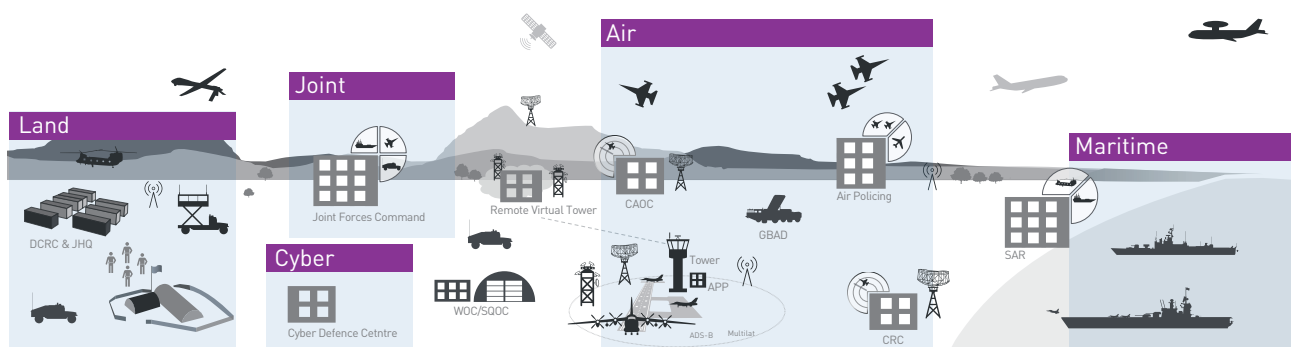 Land
DCRC & JHQ
Joint
Joint Forces Command
Cyber
Cyber Defence Cetntre
Remote Virtual Tower
WOC/SQOC
Air
CAOC
GBAD
Air Policing
Tower
APP
ADS-B
Multilat
CRC
Maritime
SAR